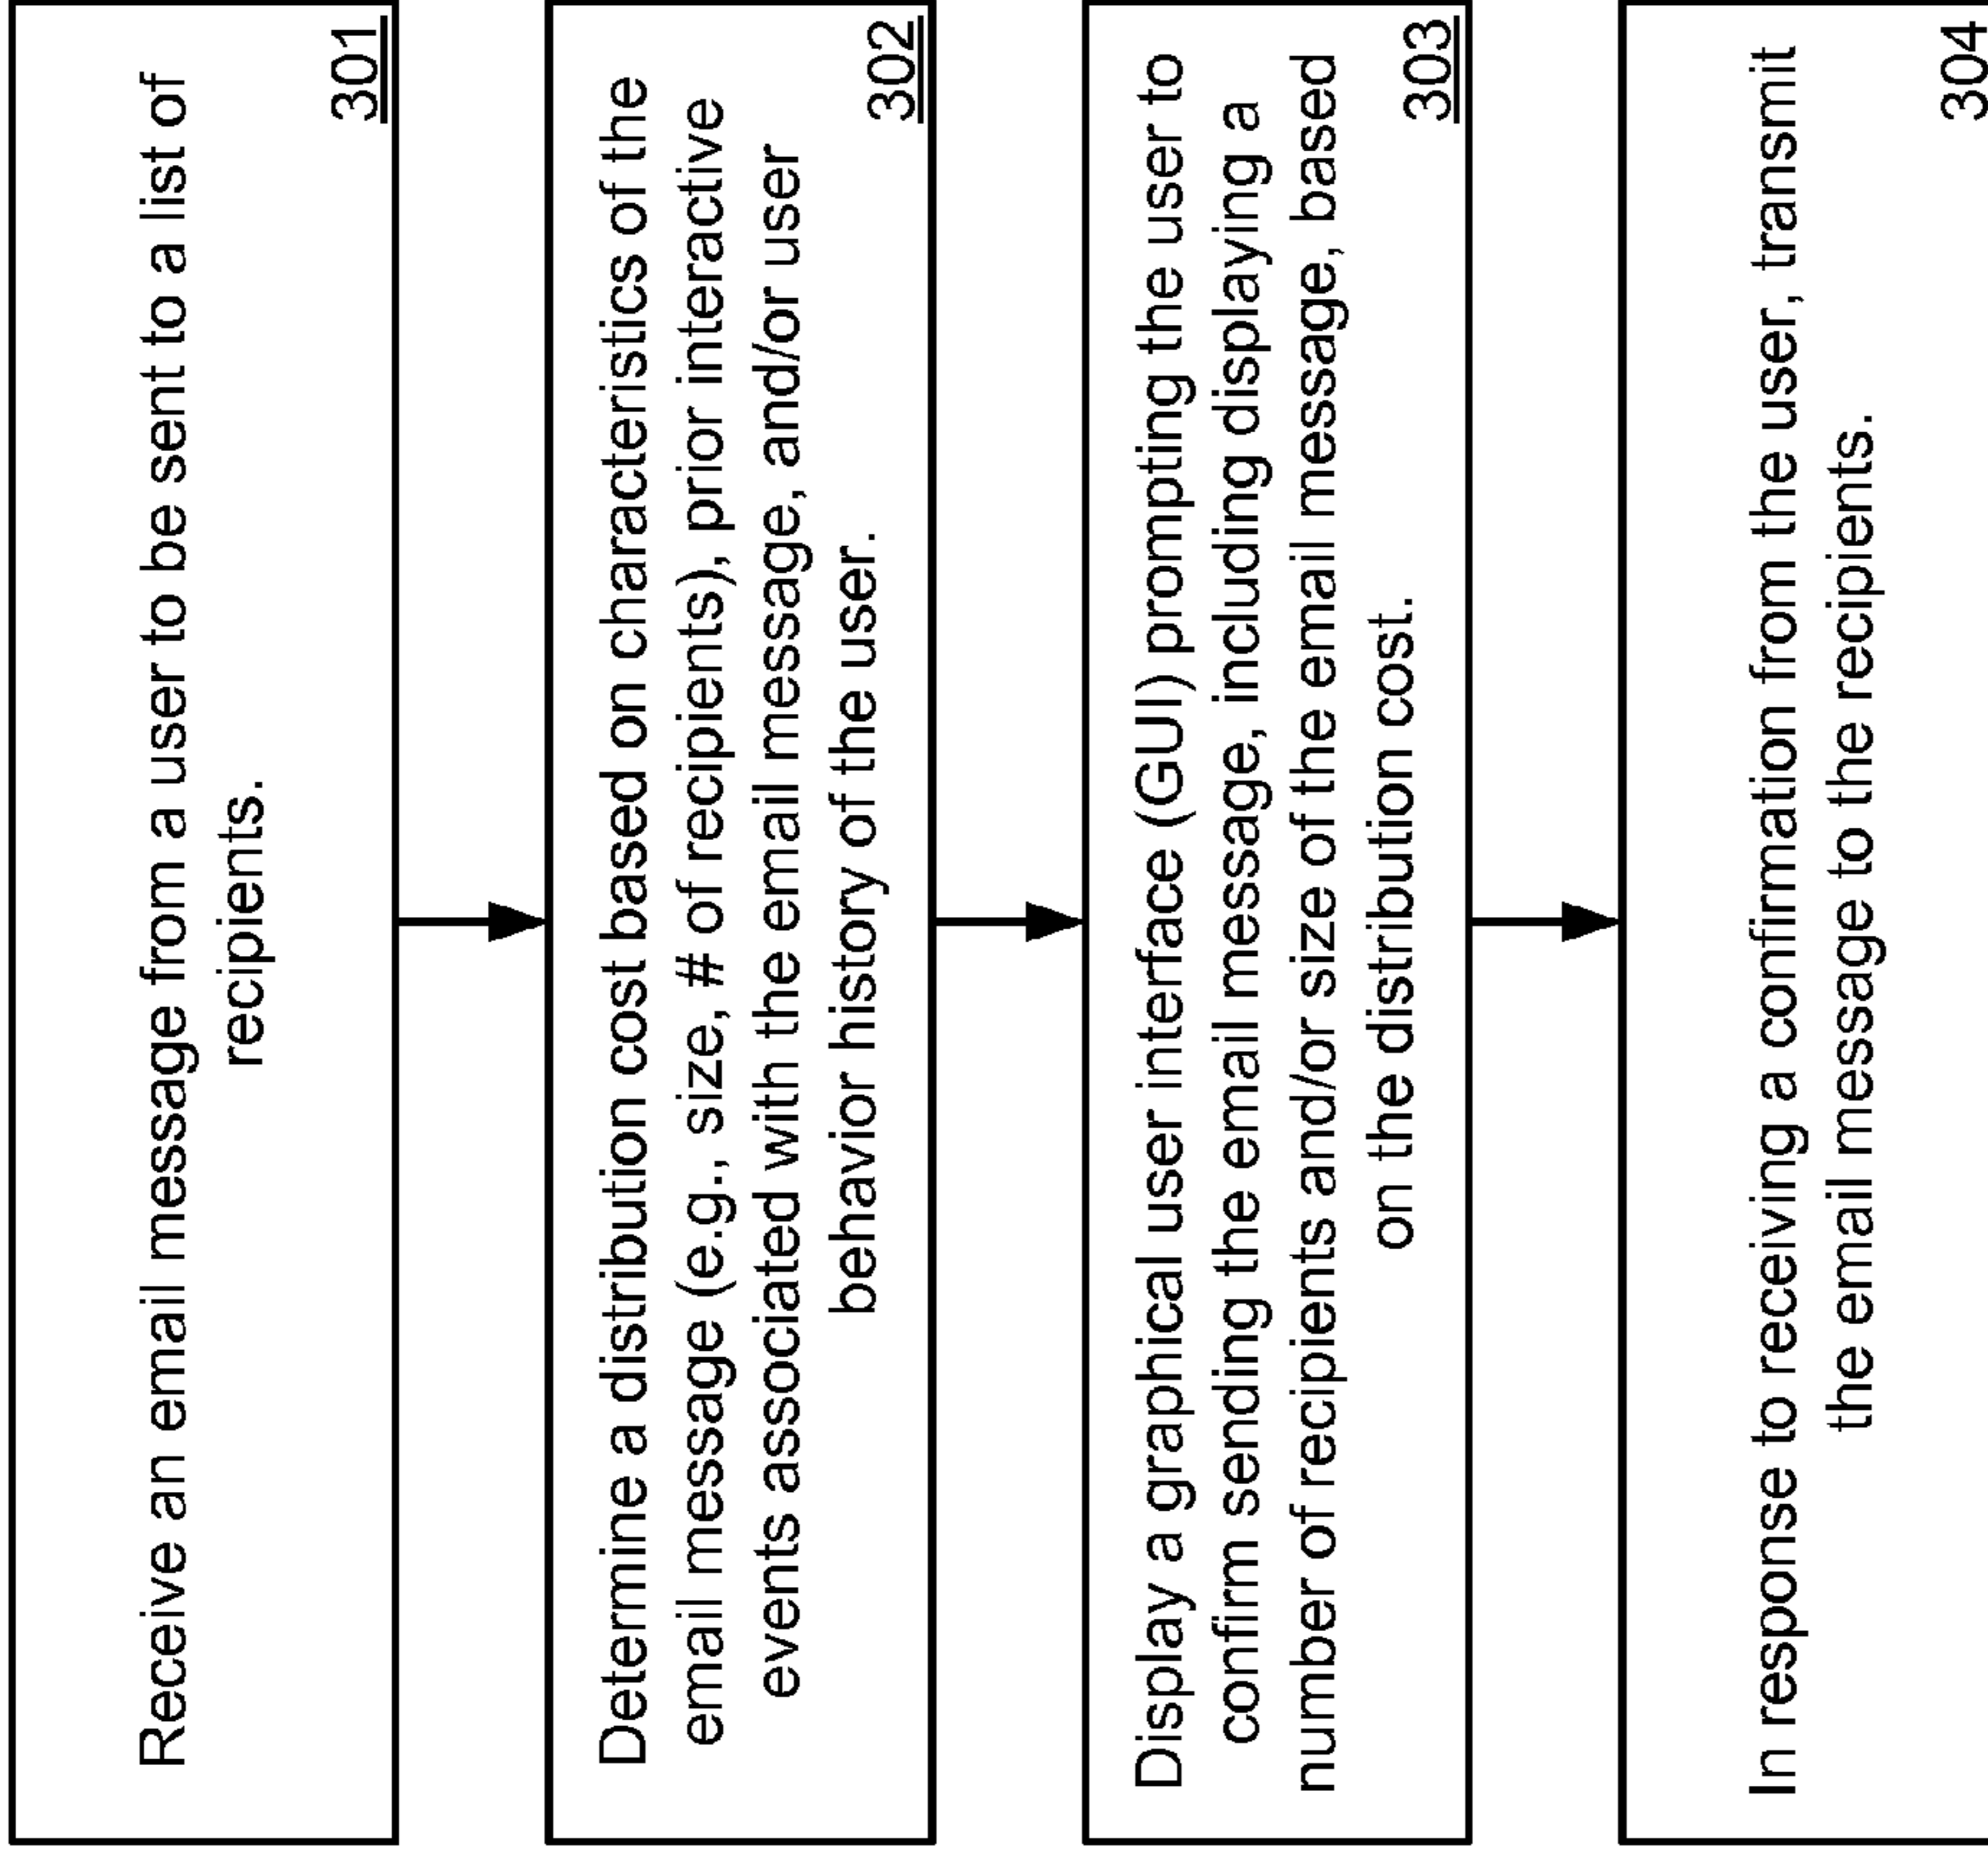 Receive an email message from a user to be sent to a list of
recipients.
301
Determine a distribution cost based on characteristics of the
email message (e.g., size, # of recipients), prior interactive
events associated with the email message, and/or user
behavior history of the user.
302
Display a graphical user interface (GUI) prompting the user to
confirm sending the email message, including displaying a
number of recipients and/or size of the email message, based
on the distribution cost.
303
In response to receiving a confirmation from the user, transmit
the email message to the recipients.
304